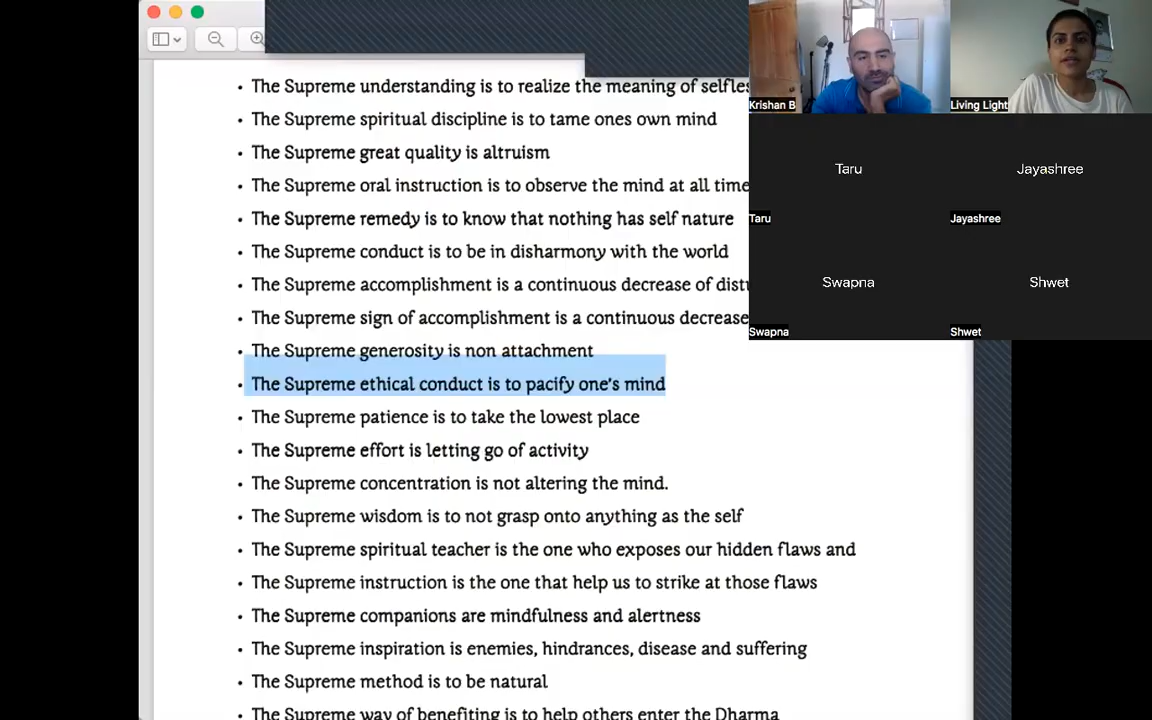 The Supreme understanding is to realize the meaning of
• The Supreme spiritual discipline is to tame ones own mind
• The Supreme great quality is altruism
• The Supreme oral instruction is to observe the mind at all
• The Supreme remedy is to know that nothing has self nature
• The Supreme conduct is to be in disharmony with the world
• The Supreme accomplishment is a continuous decrease of
• The Supreme sign of accomplishment is a continuous decrease
• The Supreme generosity is non attachment
• The Supreme ethical conduct is to pacify one's mind
• The Supreme patience is to take the lowest place
• The Supreme effort is letting go of activity
• The Supreme concentration is not altering the mind.
• The Supreme wisdom is to not grasp onto anything as the self
• The Supreme spiritual teacher is the one who exposes our hidden flaws and
• The Supreme instruction is the one that help us to strike at those flaws
• The Supreme companions are mindfulness and alertness
• The Supreme inspiration is enemies, hindrances, disease and suffering
• The Supreme method is to be natural
• The Supreme way of benefiting is to help others enter the Dharma
Krishan B
Living Light
Taru
Jayashree
Taru
Jayashree
Swapna
Shwet
Swapna
Shwet